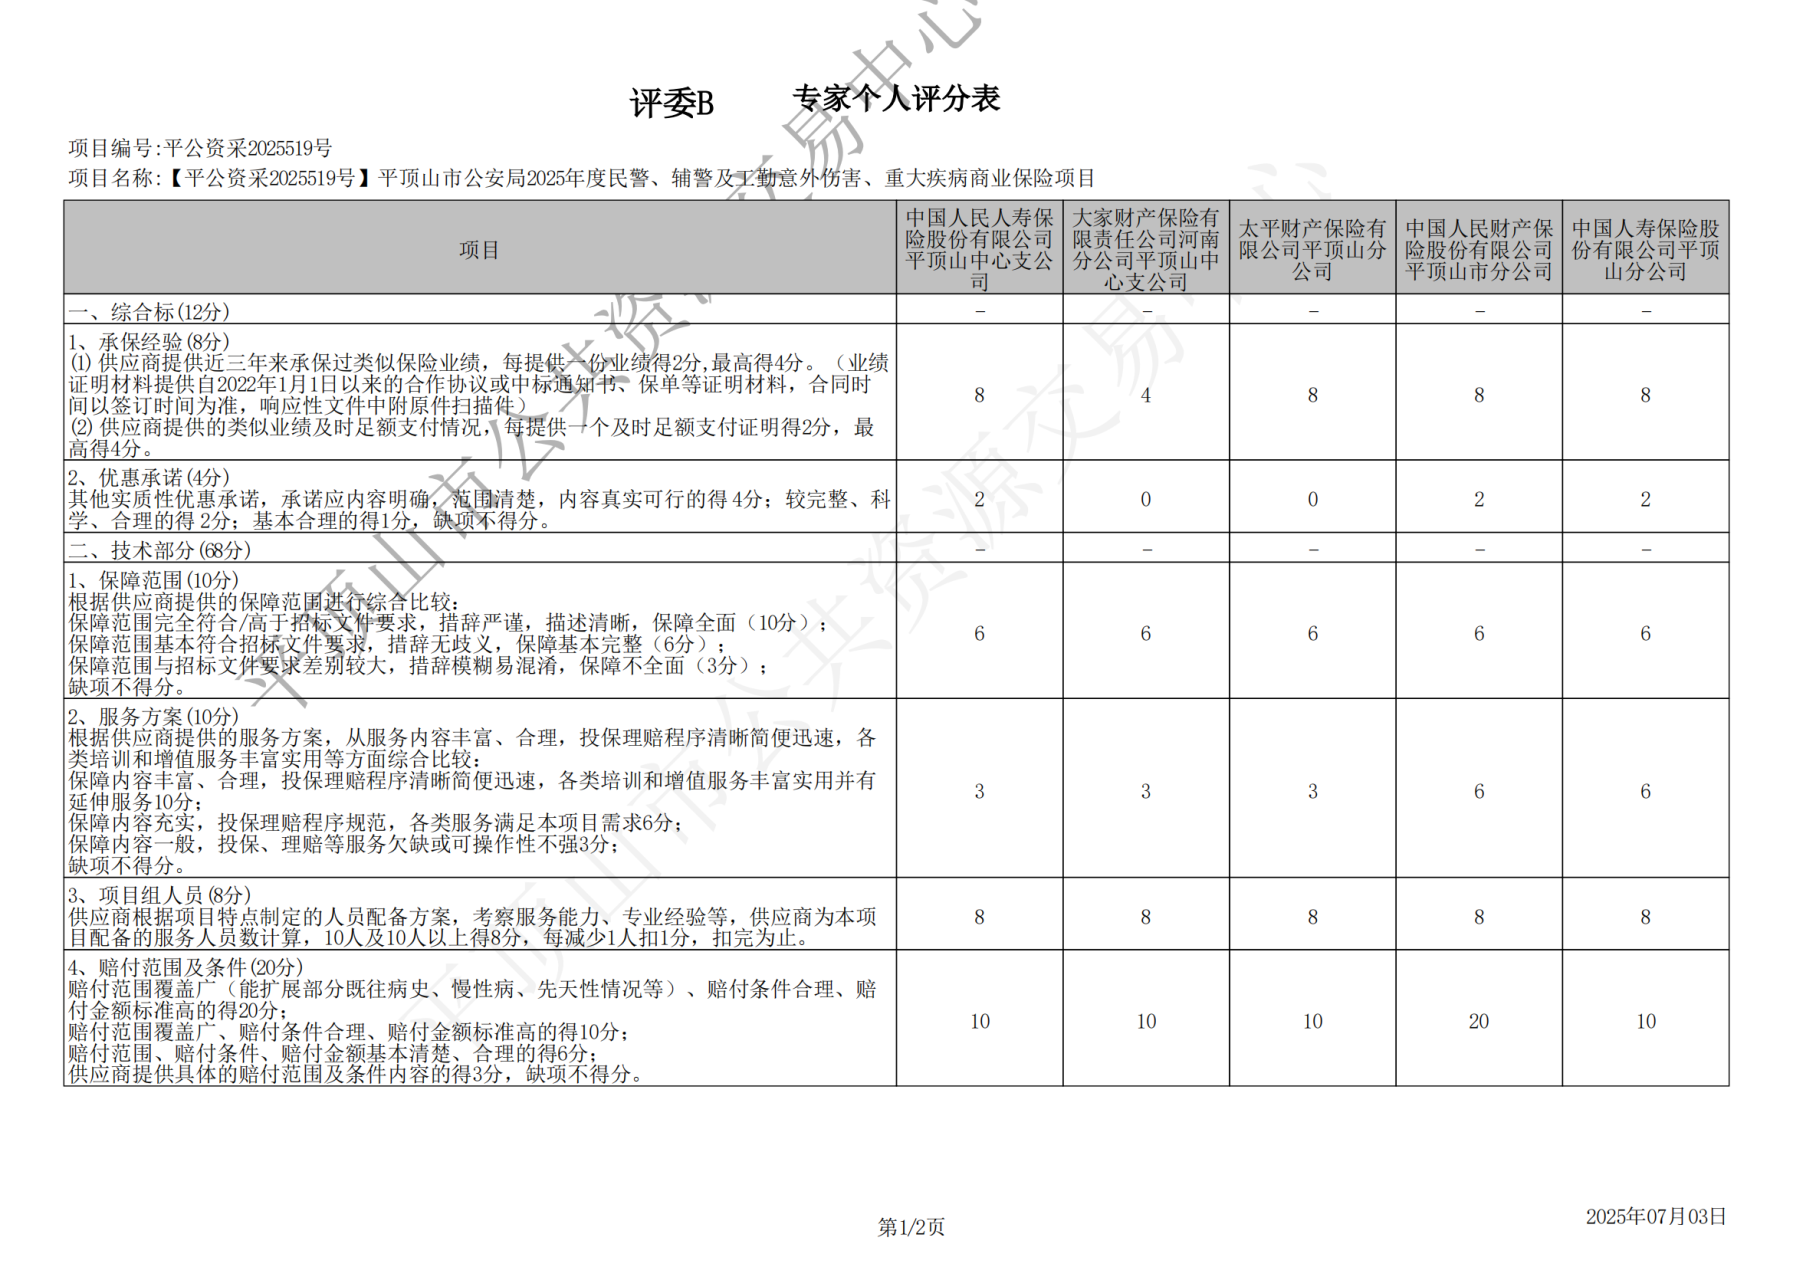 评委B 专家个人评分表
项目编号:平公资采2025519号
项目名称:【平公资采2025519号】平顶山市公安局2025年度民警、辅警及工勤意外伤害、重大疾病商业保险项目
项目
中国人民人寿保
险股份有限公司
平顶山中心支公
司
大家财产保险有
限责任公司河南
分公司平顶山中
心支公司
太平财产保险有
限公司平顶山分
公司
中国人民财产保
险股份有限公司
平顶山市分公司
中国人寿保险股
份有限公司平顶
山分公司
一、综合标(12分) – – – – –
1、承保经验(8分)
(1)供应商提供近三年来承保过类似保险业绩，每提供一份业绩得2分,最高得4分。（业绩
证明材料提供自2022年1月1日以来的合作协议或中标通知书、保单等证明材料，合同时
间以签订时间为准，响应性文件中附原件扫描件）
(2)供应商提供的类似业绩及时足额支付情况，每提供一个及时足额支付证明得2分，最
高得4分。
8 4 8 8 8
2、优惠承诺(4分)
其他实质性优惠承诺，承诺应内容明确，范围清楚，内容真实可行的得 4分；较完整、科
学、合理的得 2分；基本合理的得1分，缺项不得分。
2 0 0 2 2
二、技术部分(68分) – – – – –
1、保障范围(10分)
根据供应商提供的保障范围进行综合比较：
保障范围完全符合/高于招标文件要求，措辞严谨，描述清晰，保障全面（10分）；
保障范围基本符合招标文件要求，措辞无歧义，保障基本完整（6分）；
保障范围与招标文件要求差别较大，措辞模糊易混淆，保障不全面（3分）；
缺项不得分。
6 6 6 6 6
2、服务方案(10分)
根据供应商提供的服务方案，从服务内容丰富、合理，投保理赔程序清晰简便迅速，各
类培训和增值服务丰富实用等方面综合比较：
保障内容丰富、合理，投保理赔程序清晰简便迅速，各类培训和增值服务丰富实用并有
延伸服务10分；
保障内容充实，投保理赔程序规范，各类服务满足本项目需求6分；
保障内容一般，投保、理赔等服务欠缺或可操作性不强3分；
缺项不得分。
3 3 3 6 6
3、项目组人员(8分)
供应商根据项目特点制定的人员配备方案，考察服务能力、专业经验等，供应商为本项
目配备的服务人员数计算，10人及10人以上得8分，每减少1人扣1分，扣完为止。
8 8 8 8 8
4、赔付范围及条件(20分)
赔付范围覆盖广（能扩展部分既往病史、慢性病、先天性情况等）、赔付条件合理、赔
付金额标准高的得20分；
赔付范围覆盖广、赔付条件合理、赔付金额标准高的得10分；
赔付范围、赔付条件、赔付金额基本清楚、合理的得6分；
供应商提供具体的赔付范围及条件内容的得3分，缺项不得分。
10 10 10 20 10
平顶山市公共资源交易中心
平顶山市公共资源交易中心
第1/2页
2025年07月03日